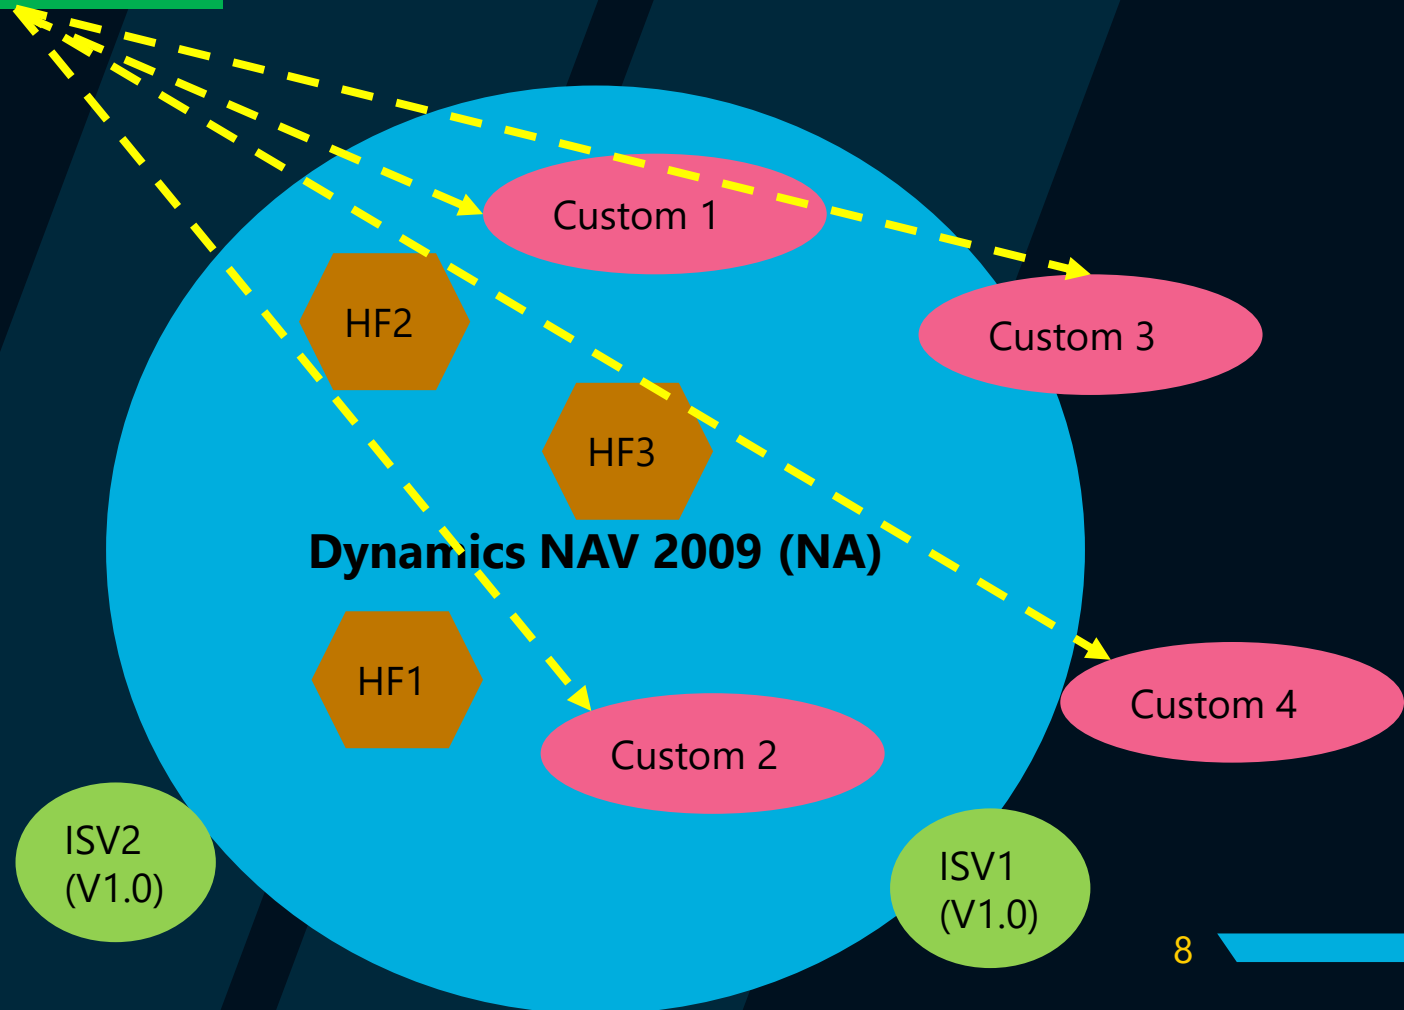 Custom 1
HF2
Custom 3
HF3
Dynamics NAV 2009 (NA)
HF1
Custom 4
Custom 2
ISV2
(V1.0)
ISV1
(V1.0)
8